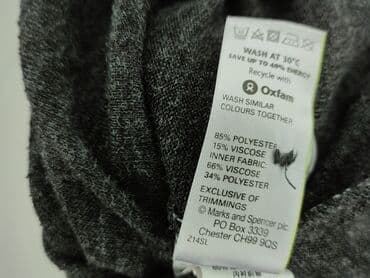 WASH AT 30°C
SAVE UP TO 40% ENERGY
Recycle with
Oxfam
WASH SIMILAR
COLOURS TOGETHER
85% POLYESTER
15% VISCOSE
INNER FABRIC:
66% VISCOSE
34% POLYESTER
EXCLUSIVE OF
TRIMMINGS
© Marks and Spencer plc
PO Box 3339
Chester CH99 9QS
214SL